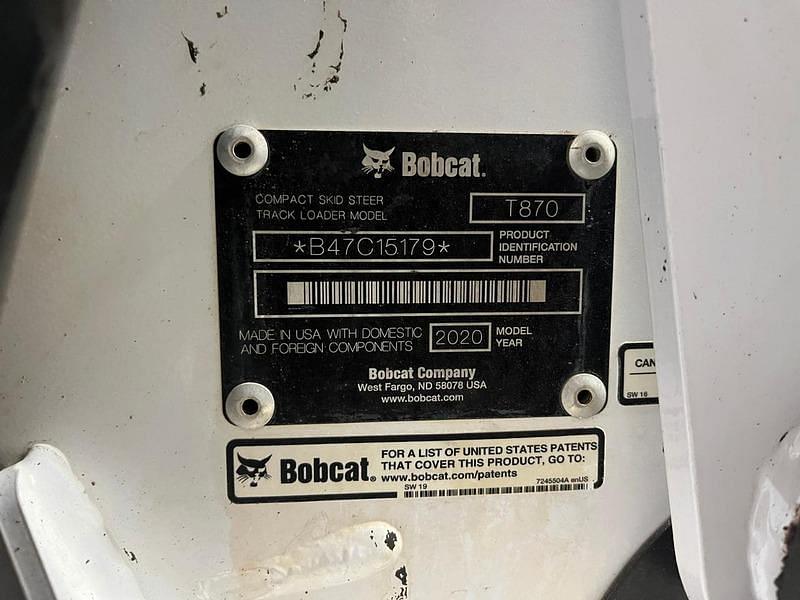 Bobcat.
COMPACT SKID STEER
TRACK LOADER MODEL
T870
*B47C15179*
PRODUCT
IDENTIFICATION
NUMBER
MADE IN USA WITH DOMESTIC
AND FOREIGN COMPONENTS
2020
MODEL
YEAR
Bobcat Company
West Fargo, ND 58078 USA
www.bobcat.com
CAN
SW 16
Bobcat.
FOR A LIST OF UNITED STATES PATENTS
THAT COVER THIS PRODUCT, GO TO:
www.bobcat.com/patents
SW 19
7245504A enUS